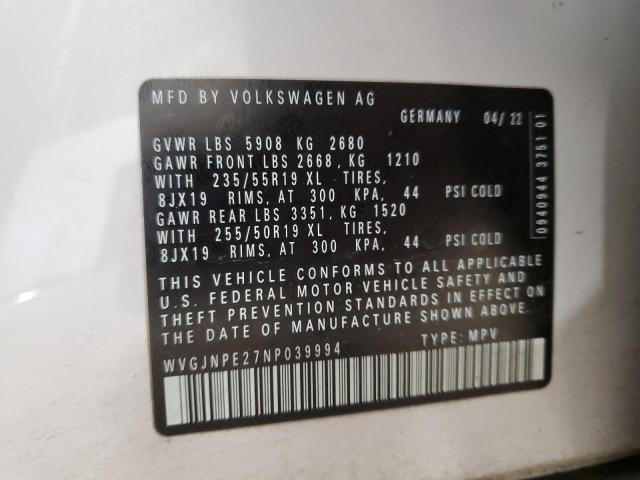 MFD BY VOLKSWAGEN AG
GERMANY 04/ 22
GVWR LBS 5908 KG 2680
GAWR FRONT LBS 2668, KG 1210
WITH 235/55R19 XL TIRES,
8JX19 RIMS, AT 300 KPA, 44 PSI COLD
GAWR REAR LBS 3351, KG 1520
WITH 255/50R19 XL TIRES,
8JX19 RIMS, AT 300 KPA, 44 PSI COLD
THIS VEHICLE CONFORMS TO ALL APPLICABLE
U.S. FEDERAL MOTOR VEHICLE SAFETY AND
THEFT PREVENTION STANDARDS IN EFFECT ON
THE DATE OF MANUFACTURE SHOWN ABOVE.
WVGJNPE27NP039994 TYPE: MPV
0940944 3751 01